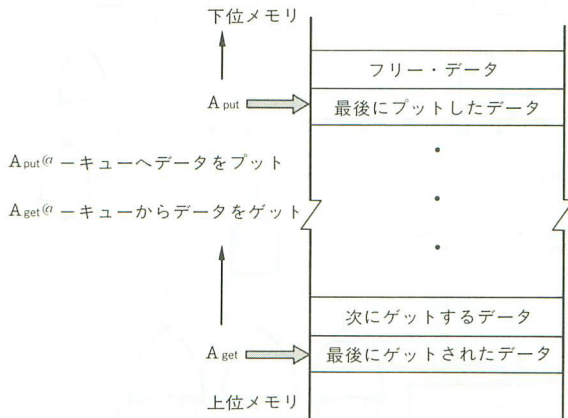 下位メモリ
フリー・データ
Aput
最後にプットしたデータ
Aput@ーキューへデータをプット
Aget@ーキューからデータをゲット
次にゲットするデータ
Aget
最後にゲットされたデータ
上位メモリ